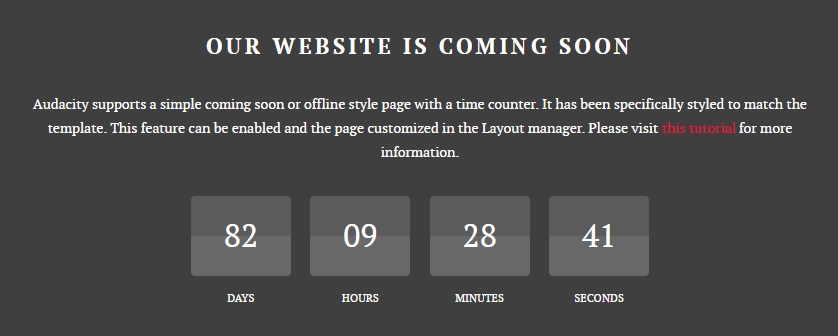 OUR WEBSITE IS COMING SOON
Audacity supports a simple coming soon or offline style page with a time counter. It has been specifically styled to match the
template. This feature can be enabled and the page customized in the Layout manager. Please visit this tutorial for more
information.
82 09 28 41
DAYS HOURS MINUTES SECONDS